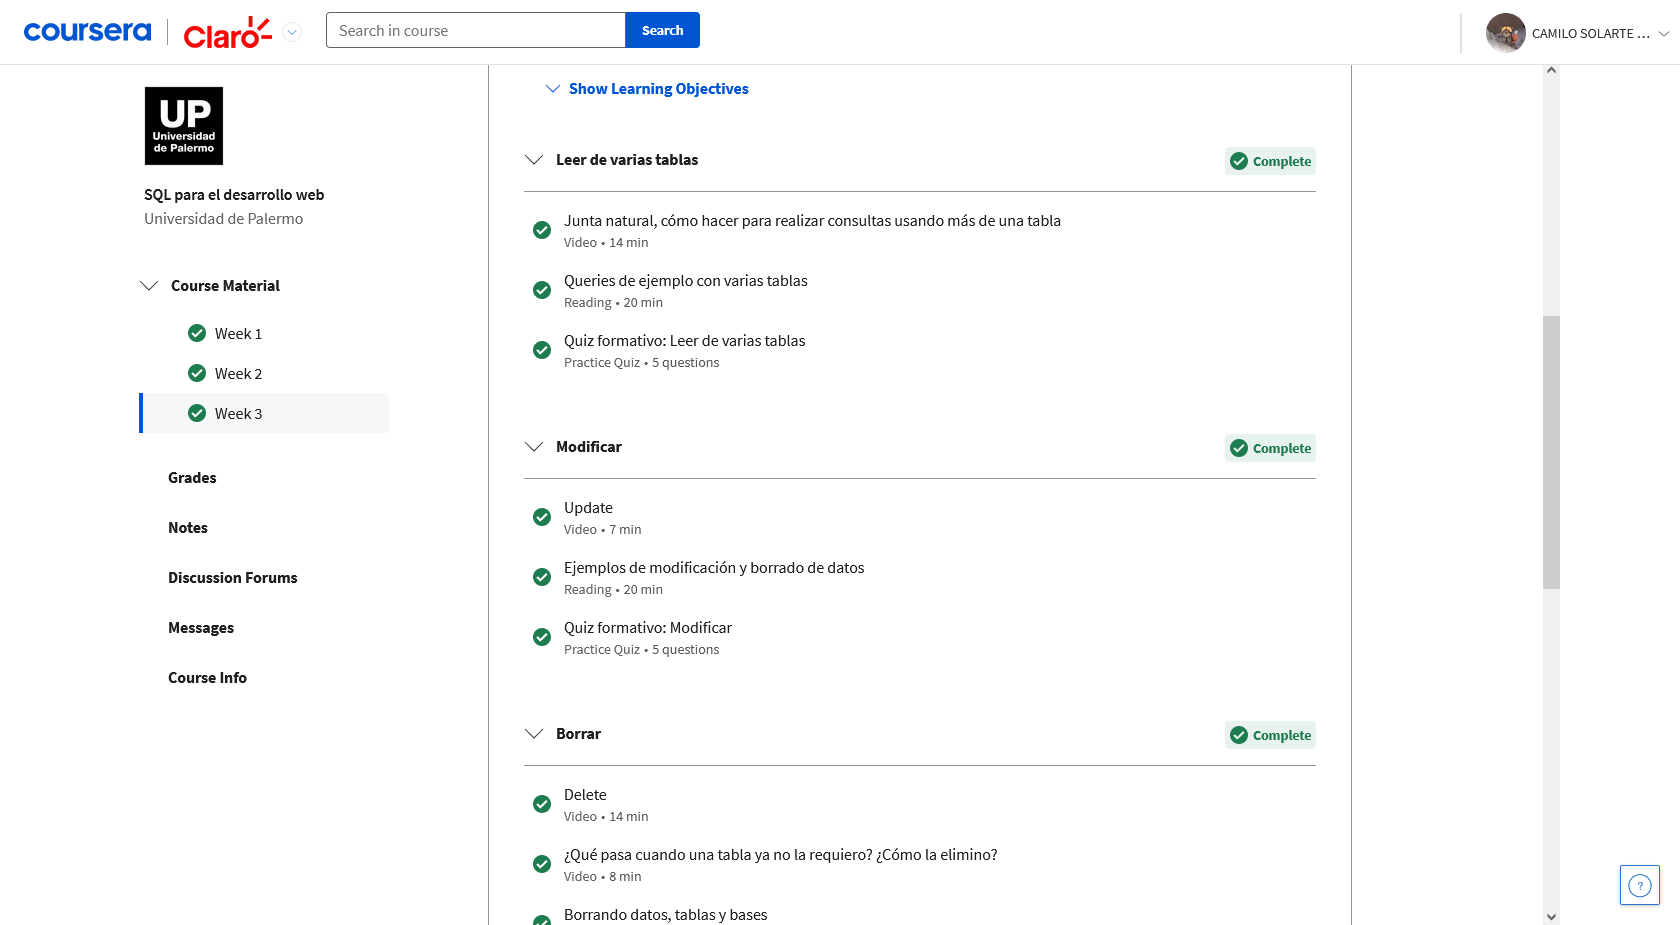 coursera
Claro
Search in course
Search
CAMILO SOLARTE ...
UP
Universidad
de Palermo
SQL para el desarrollo web
Universidad de Palermo
Course Material
Week 1
Week 2
Week 3
Grades
Notes
Discussion Forums
Messages
Course Info
Show Learning Objectives
Leer de varias tablas
Complete
Junta natural, cómo hacer para realizar consultas usando más de una tabla
Video • 14 min
Queries de ejemplo con varias tablas
Reading • 20 min
Quiz formativo: Leer de varias tablas
Practice Quiz • 5 questions
Modificar
Complete
Update
Video • 7 min
Ejemplos de modificación y borrado de datos
Reading • 20 min
Quiz formativo: Modificar
Practice Quiz • 5 questions
Borrar
Complete
Delete
Video • 14 min
¿Qué pasa cuando una tabla ya no la requiero? ¿Cómo la elimino?
Video • 8 min
Borrando datos, tablas y bases
?